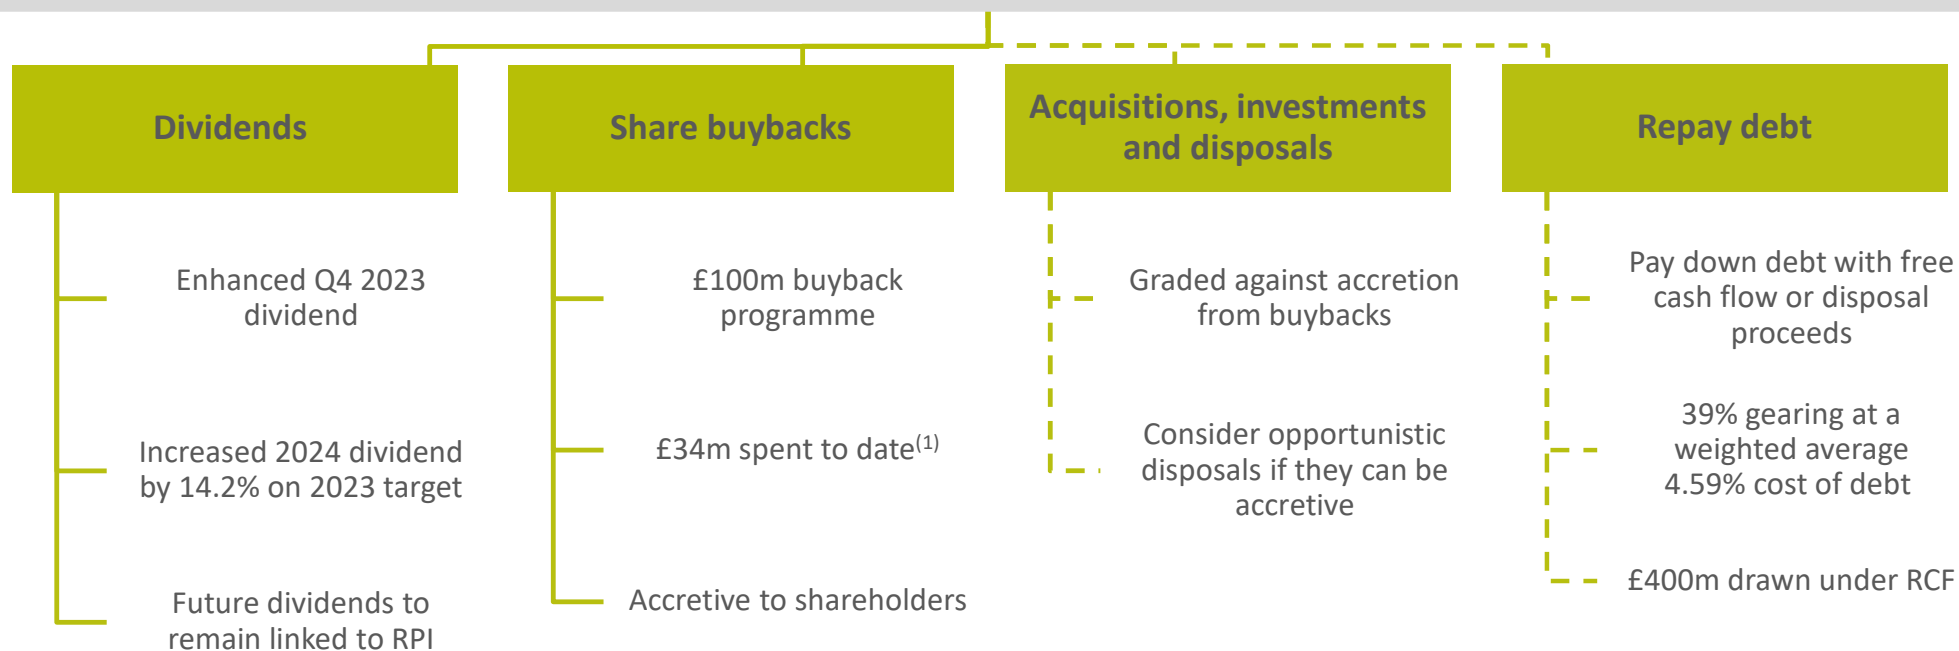 Dividends
Enhanced Q4 2023
dividend
Increased 2024 dividend
by 14.2% on 2023 target
Future dividends to
remain linked to RPI
Share buybacks
£100m buyback
programme
£34m spent to date(1)
Accretive to shareholders
Acquisitions, investments
and disposals
Graded against accretion
from buybacks
Consider opportunistic
disposals if they can be
accretive
Repay debt
Pay down debt with free
cash flow or disposal
proceeds
39% gearing at a
weighted average
4.59% cost of debt
£400m drawn under RCF